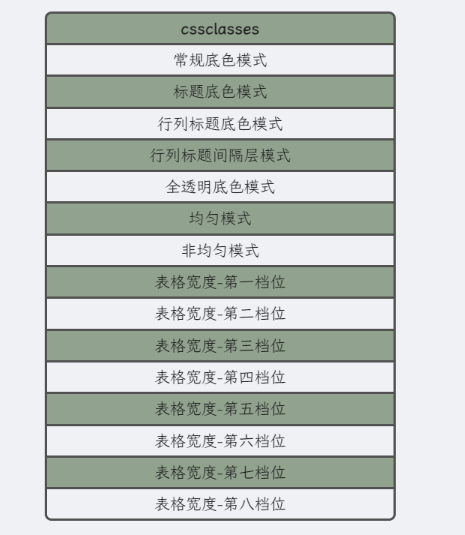 cssclasses
常规底色模式
标题底色模式
行列标题底色模式
行列标题间隔层模式
全透明底色模式
均匀模式
非均匀模式
表格宽度-第一档位
表格宽度-第二档位
表格宽度-第三档位
表格宽度-第四档位
表格宽度-第五档位
表格宽度-第六档位
表格宽度-第七档位
表格宽度-第八档位